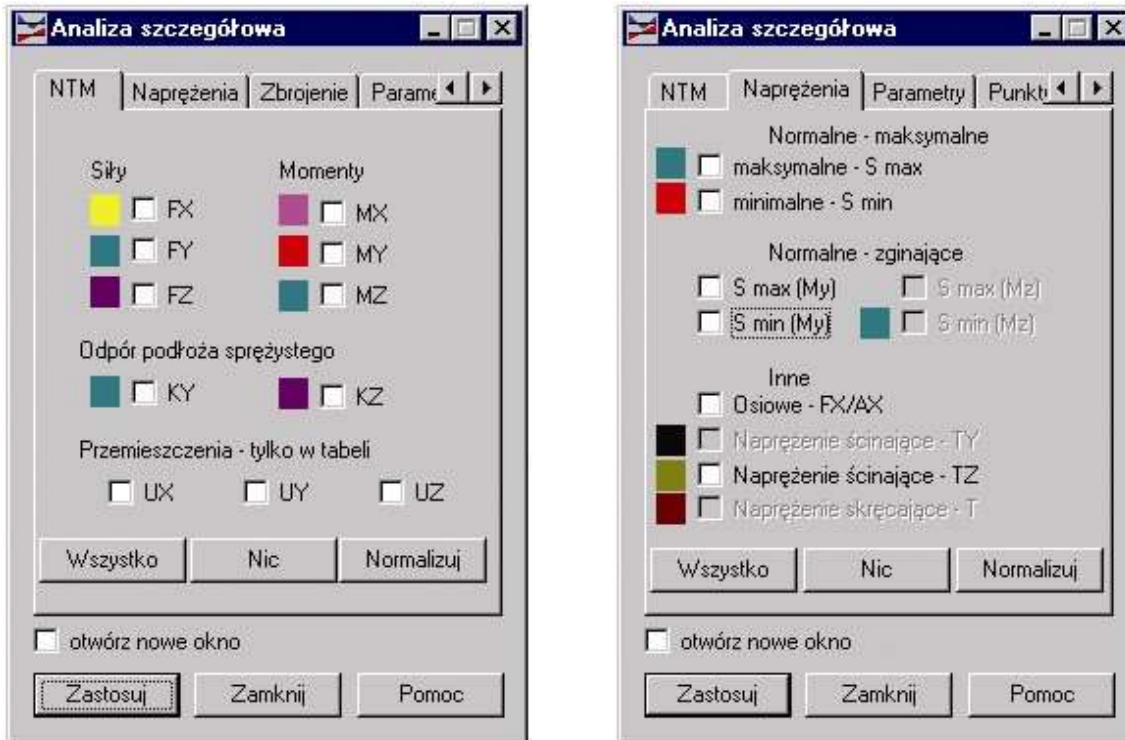 Analiza szczegółowa
NTM Naprężenia Zbrojenie Parame
Siły Momenty
FX MX
FY MY
FZ MZ
Odpór podłoża sprężystego
KY KZ
Przemieszczenia - tylko w tabeli
UX UY UZ
Wszystko Nic Normalizuj
otwórz nowe okno
Zastosuj Zamknij Pomoc
Analiza szczegółowa
NTM Naprężenia Parametry Punkt
Normalne - maksymalne
maksymalne - S max
minimalne - S min
Normalne - zginające
S max (My) S max (Mz)
S min (My) S min (Mz)
Inne
Osiowe - FX/AX
Naprężenie ścinające - TY
Naprężenie ścinające - TZ
Naprężenie skręcające - T
Wszystko Nic Normalizuj
otwórz nowe okno
Zastosuj Zamknij Pomoc